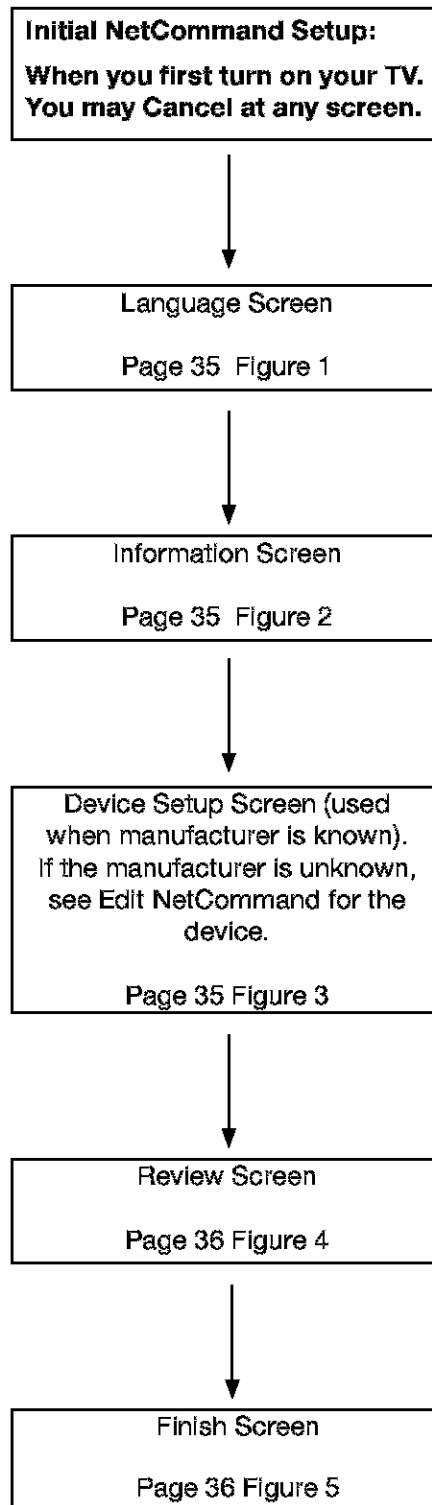 Initial NetCommand Setup:
When you first turn on your TV.
You may Cancel at any screen.
Language Screen
Page 35 Figure 1
Information Screen
Page 35 Figure 2
Device Setup Screen (used
when manufacturer is known).
If the manufacturer is unknown,
see Edit NetCommand for the
device.
Page 35 Figure 3
Review Screen
Page 36 Figure 4
Finish Screen
Page 36 Figure 5